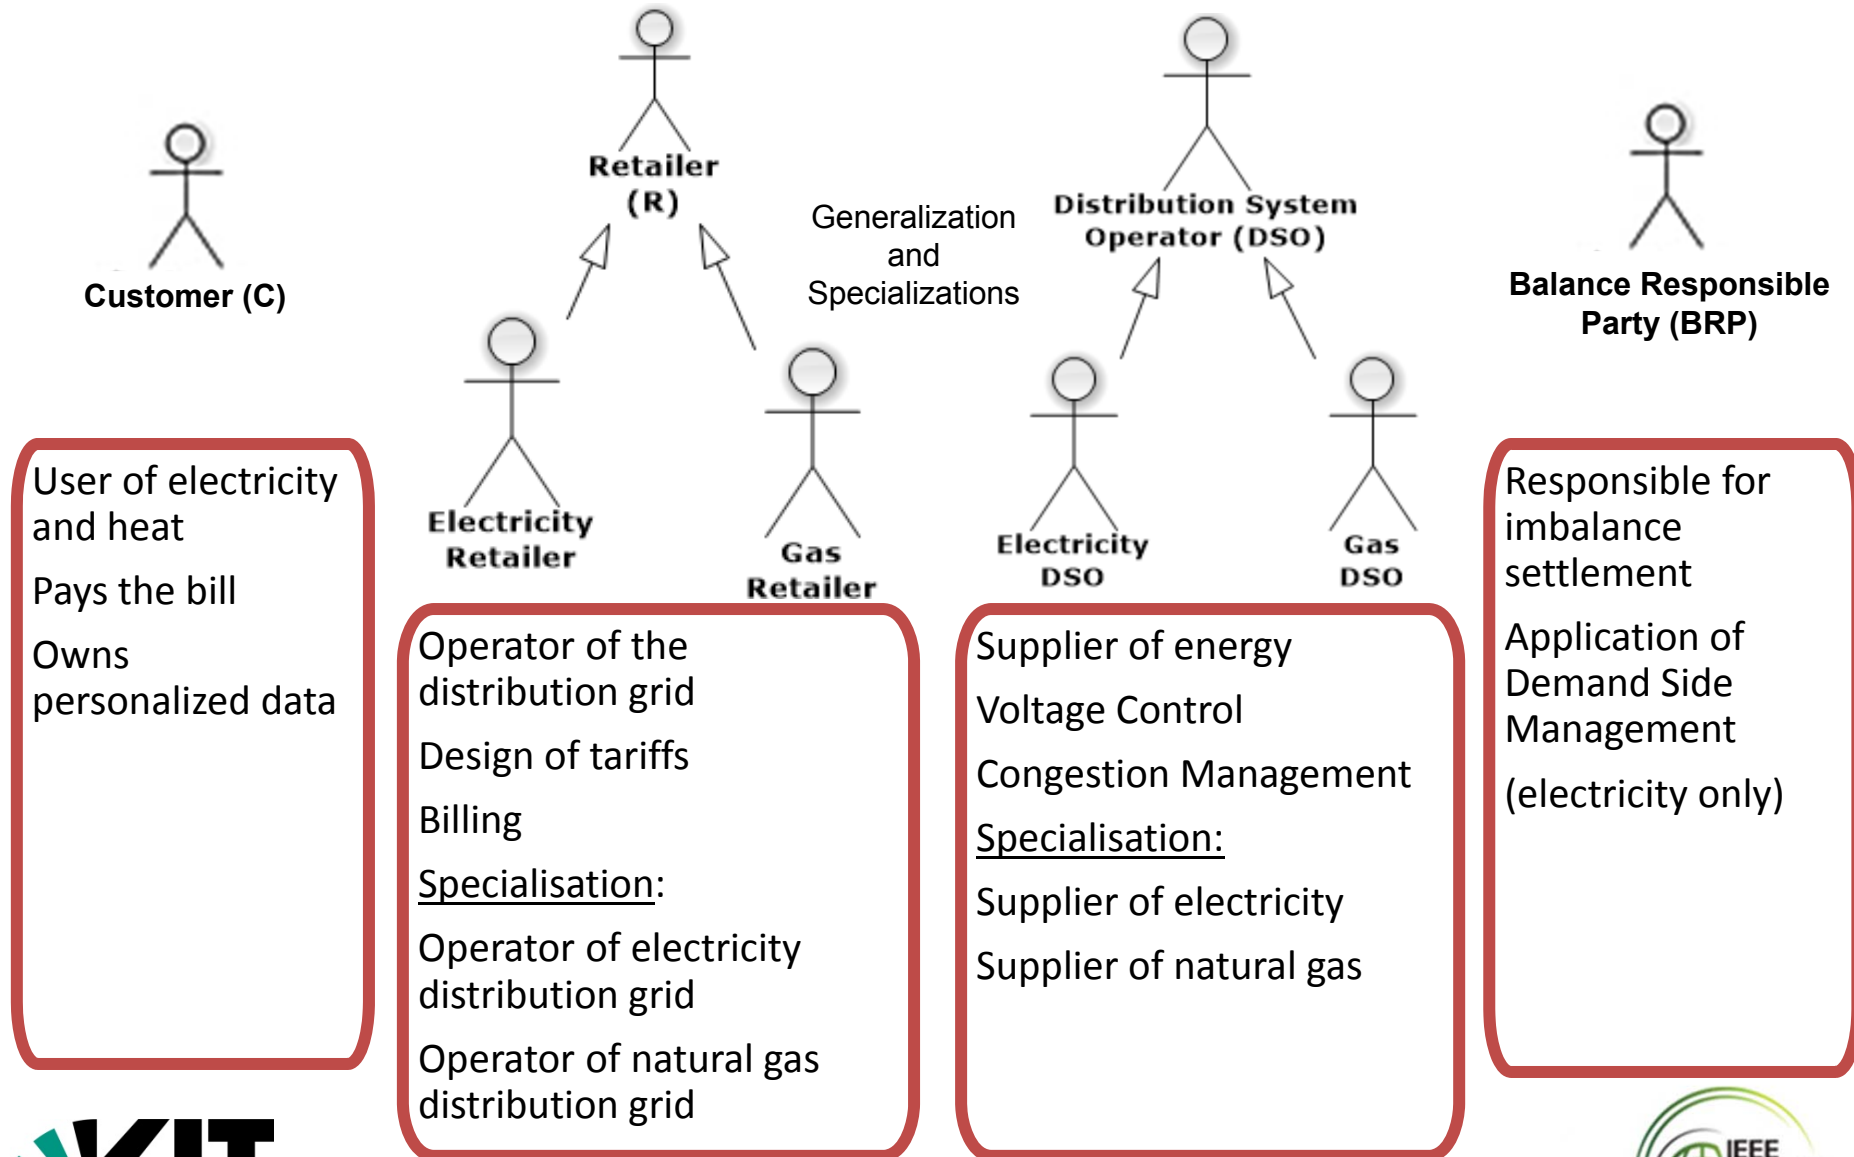 Retailer
(R)
Generalization
and
Specializations
Distribution System
Operator (DSO)
Customer (C)
Balance Responsible
Party (BRP)
Electricity
Retailer
Gas
Retailer
Electricity
DSO
Gas
DSO
User of electricity
and heat
Pays the bill
Owns
personalized data
Operator of the
distribution grid
Design of tariffs
Billing
Specialisation:
Operator of electricity
distribution grid
Operator of natural gas
distribution grid
Supplier of energy
Voltage Control
Congestion Management
Specialisation:
Supplier of electricity
Supplier of natural gas
Responsible for
imbalance
settlement
Application of
Demand Side
Management
(electricity only)
KIT
IEEE